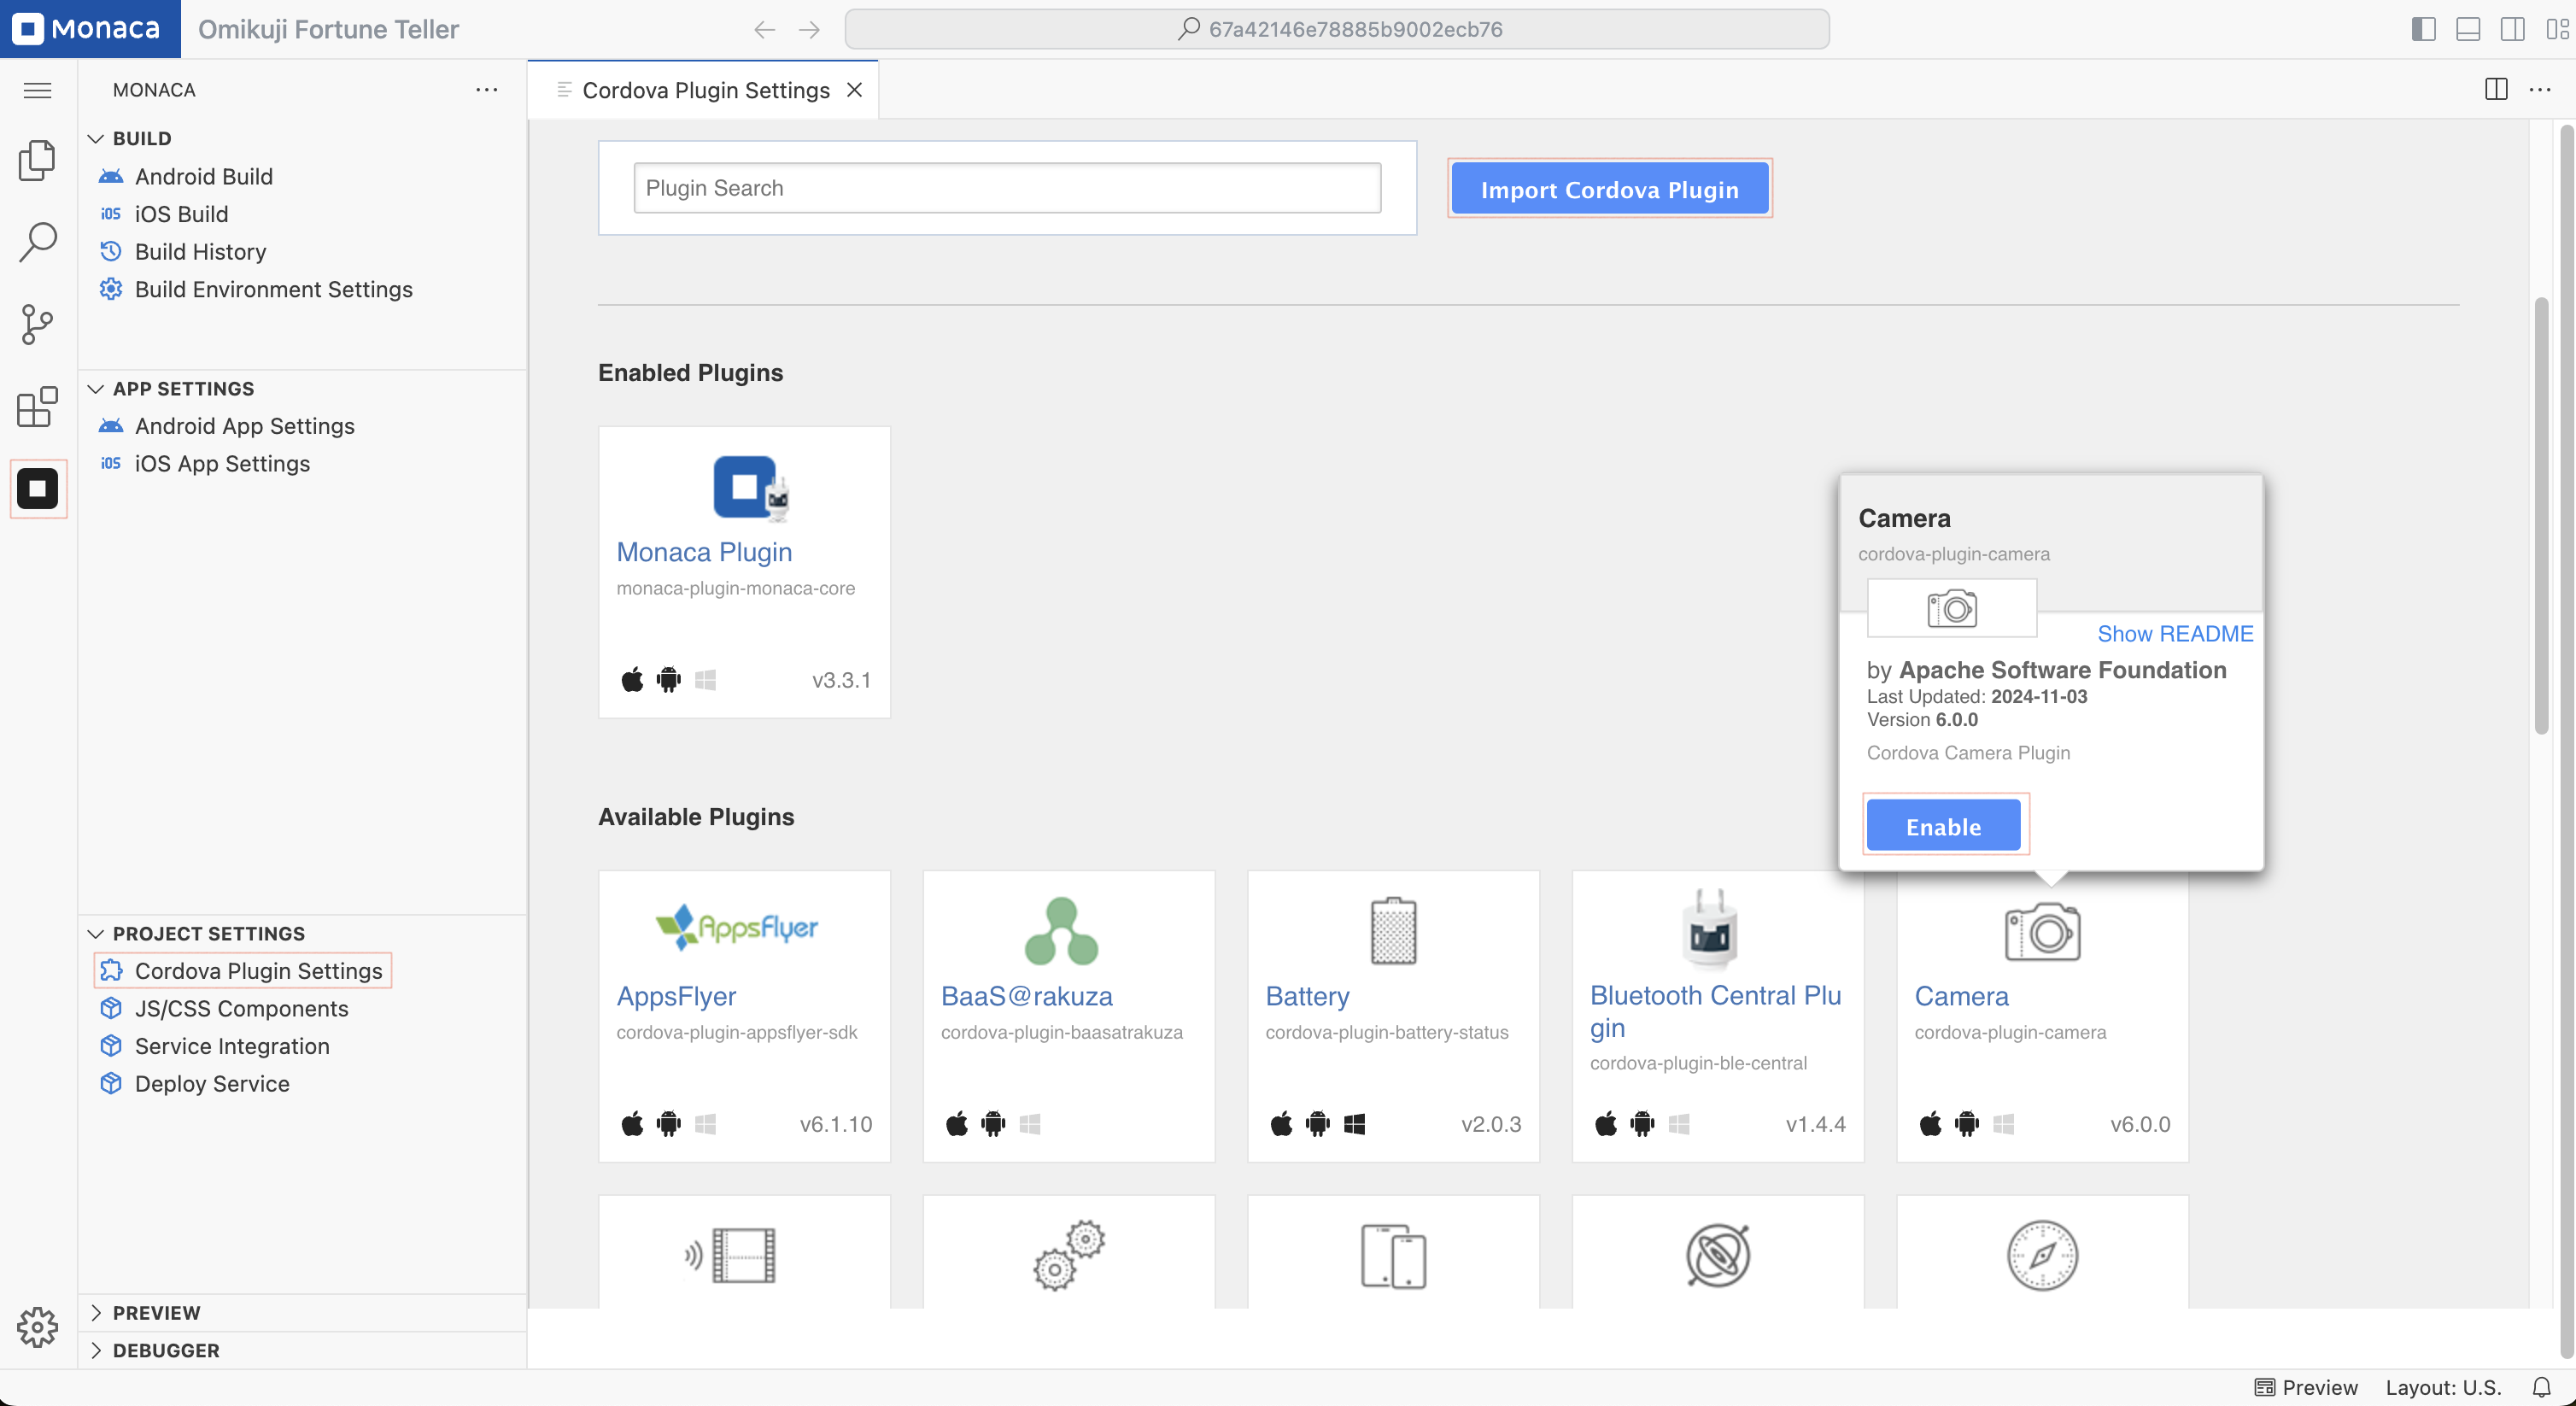 Monaca
Omikuji Fortune Teller
67a42146e78885b9002ecb76
MONACA
BUILD
Android Build
iOS iOS Build
Build History
Build Environment Settings
APP SETTINGS
Android App Settings
iOS iOS App Settings
PROJECT SETTINGS
Cordova Plugin Settings
JS/CSS Components
Service Integration
Deploy Service
PREVIEW
DEBUGGER
Cordova Plugin Settings
Plugin Search
Import Cordova Plugin
Enabled Plugins
Monaca Plugin
monaca-plugin-monaca-core
v3.3.1
Camera
cordova-plugin-camera
Show README
by Apache Software Foundation
Last Updated: 2024-11-03
Version 6.0.0
Cordova Camera Plugin
Enable
Available Plugins
AppsFlyer
AppsFlyer
cordova-plugin-appsflyer-sdk
v6.1.10
BaaS@rakuza
cordova-plugin-baasatrakuza
Battery
cordova-plugin-battery-status
v2.0.3
Bluetooth Central Plu
gin
cordova-plugin-ble-central
v1.4.4
Camera
cordova-plugin-camera
v6.0.0
Preview
Layout: U.S.